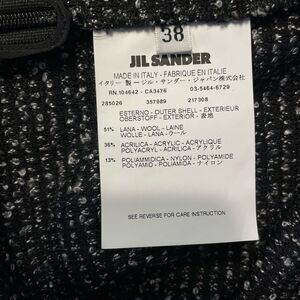 38
JIL SANDER
MADE IN ITALY - FABRIQUE EN ITALIE
イタリー 製 ージル・サンダー・ジャパン株式会社
RN.104642 - CA3476 03-5464-6729
285026 357989 217308
ESTERNO - OUTER SHELL - EXTERIEUR
OBERSTOFF - EXTERIOR - 表地
51% LANA - WOOL - LAINE
WOLLE - LANA - ウール
36% ACRILICA - ACRYLIC - ACRYLIQUE
POLYACRYL - ACRILICA - アクリル
13% POLIAMMIDICA - NYLON - POLYAMIDE
POLYAMID - POLIAMIDA - ナイロン
SEE REVERSE FOR CARE INSTRUCTION